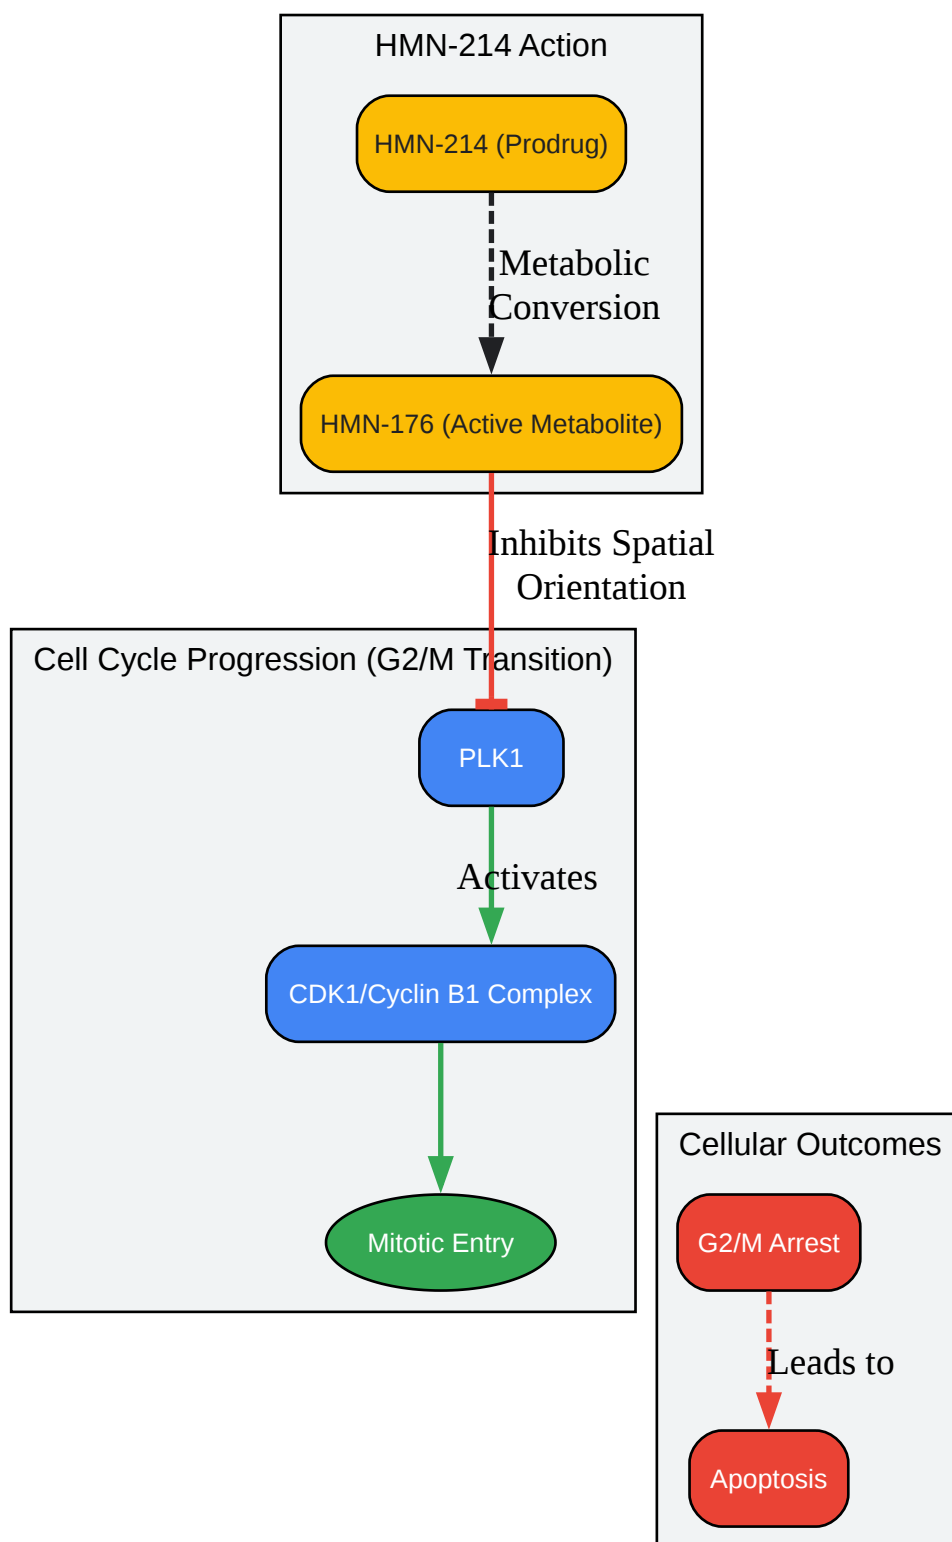 HMN-214 Action
HMN-214 (Prodrug)
Metabolic
Conversion
HMN-176 (Active Metabolite)
Inhibits Spatial
Orientation
Cell Cycle Progression (G2/M Transition)
PLK1
Activates
CDK1/Cyclin B1 Complex
Mitotic Entry
Cellular Outcomes
G2/M Arrest
Leads to
Apoptosis